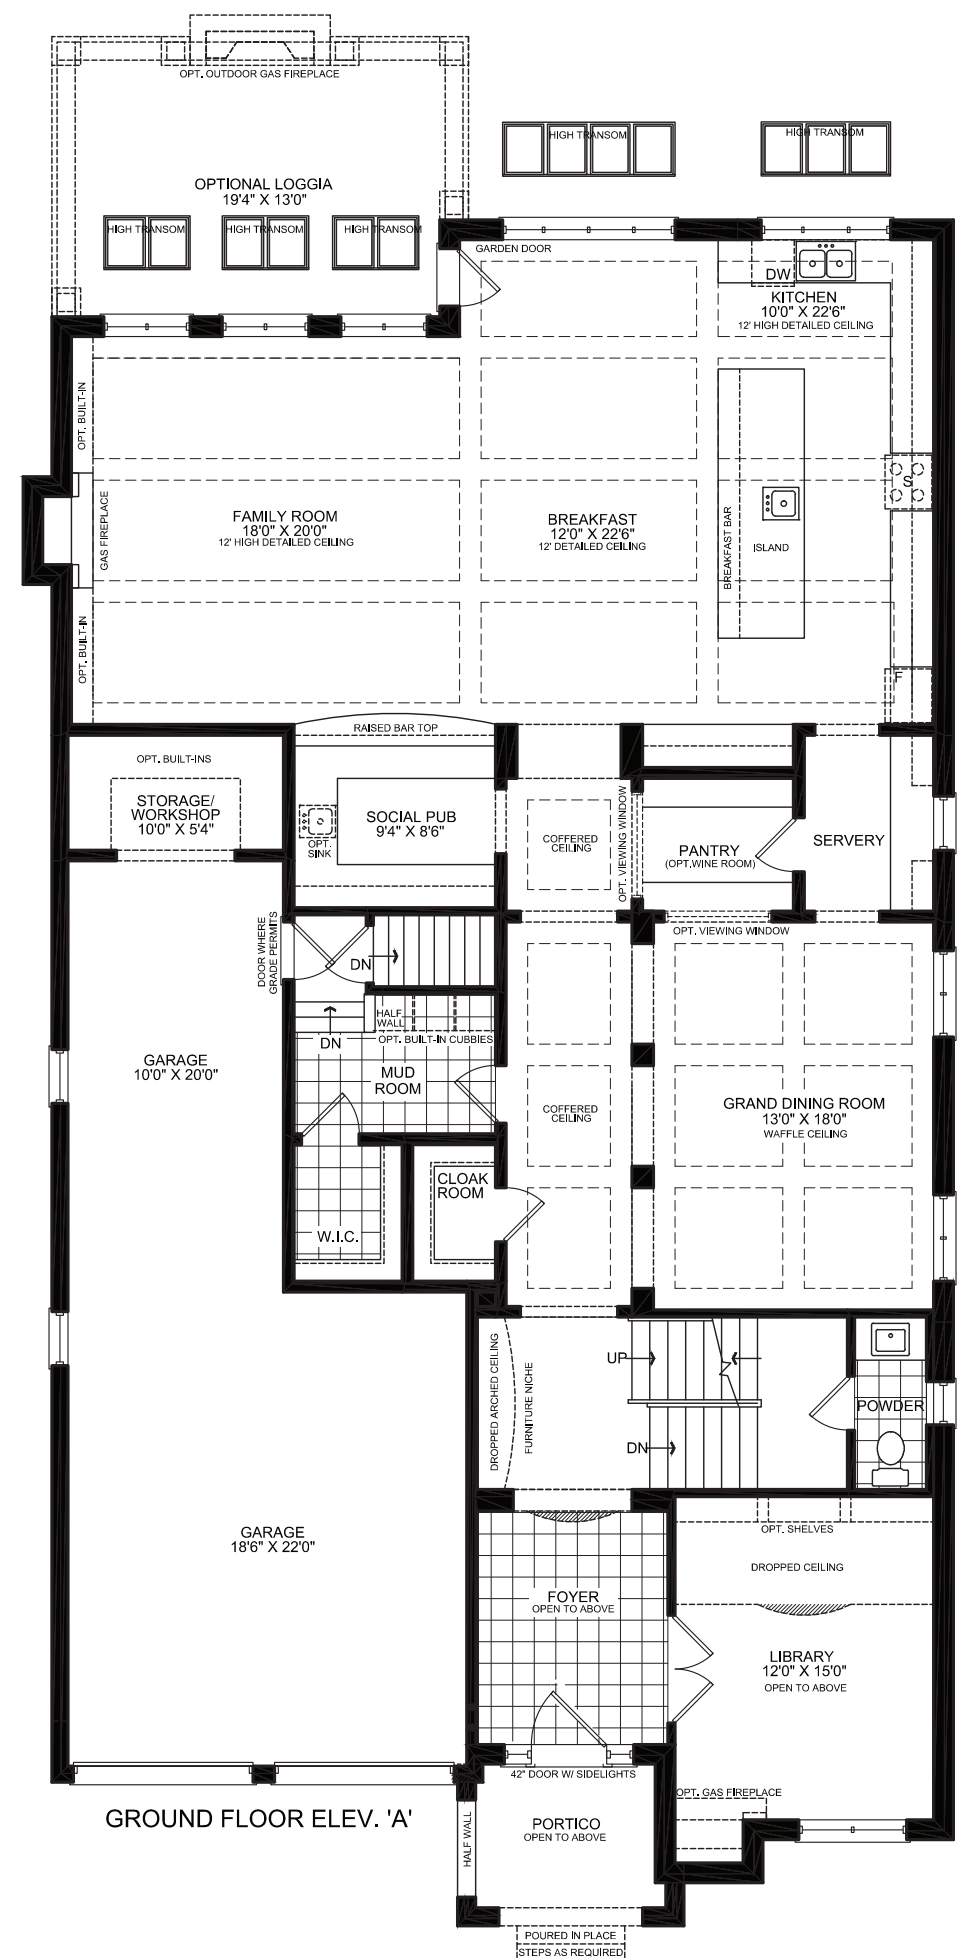 OPT. OUTDOOR GAS FIREPLACE
HIGH TRANSOM
HIGH TRANSOM
OPTIONAL LOGGIA
19'4" X 13'0"
HIGH TRANSOM
HIGH TRANSOM
HIGH TRANSOM
GARDEN DOOR
DW
KITCHEN
10'0" X 22'6"
12' HIGH DETAILED CEILING
OPT. BUILT-IN
GAS FIREPLACE
FAMILY ROOM
18'0" X 20'0"
12' HIGH DETAILED CEILING
BREAKFAST
12'0" X 22'6"
12' DETAILED CEILING
BREAKFAST BAR
ISLAND
S
OPT. BUILT-IN
F
RAISED BAR TOP
OPT. BUILT-INS
STORAGE/
WORKSHOP
10'0" X 5'4"
SOCIAL PUB
9'4" X 8'6"
OPT.
SINK
COFFERED
CEILING
OPT. VIEWING WINDOW
PANTRY
(OPT.WINE ROOM)
SERVERY
OPT. VIEWING WINDOW
DOOR WHERE
GRADE PERMITS
DN
HALF
WALL
DN
OPT. BUILT-IN CUBBIES
MUD
ROOM
GARAGE
10'0" X 20'0"
COFFERED
CEILING
GRAND DINING ROOM
13'0" X 18'0"
WAFFLE CEILING
CLOAK
ROOM
W.I.C.
DROPPED ARCHED CEILING
FURNITURE NICHE
UP
DN
POWDER
GARAGE
18'6" X 22'0"
OPT. SHELVES
DROPPED CEILING
FOYER
OPEN TO ABOVE
LIBRARY
12'0" X 15'0"
OPEN TO ABOVE
42" DOOR W/ SIDELIGHTS
OPT. GAS FIREPLACE
GROUND FLOOR ELEV. 'A'
HALF WALL
PORTICO
OPEN TO ABOVE
POURED IN PLACE
STEPS AS REQUIRED